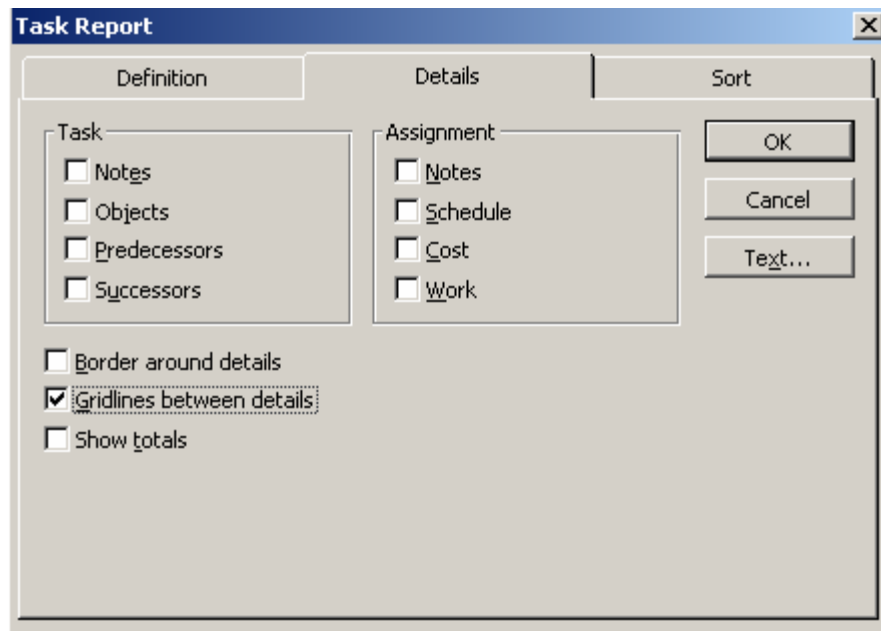 Task Report
Definition
Details
Sort
Task
Notes
Objects
Predecessors
Successors
Assignment
Notes
Schedule
Cost
Work
OK
Cancel
Text...
Border around details
Gridlines between details
Show totals